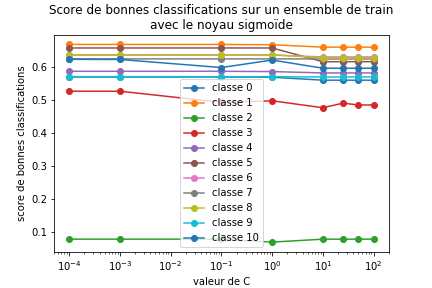 Score de bonnes classifications sur un ensemble de train
avec le noyau sigmoïde
score de bonnes classifications
0.6
0.5
0.4
0.3
0.2
0.1
classe 0
classe 1
classe 2
classe 3
classe 4
classe 5
classe 6
classe 7
classe 8
classe 9
classe 10
10⁻⁴
10⁻³
10⁻²
10⁻¹
10⁰
10¹
10²
valeur de C